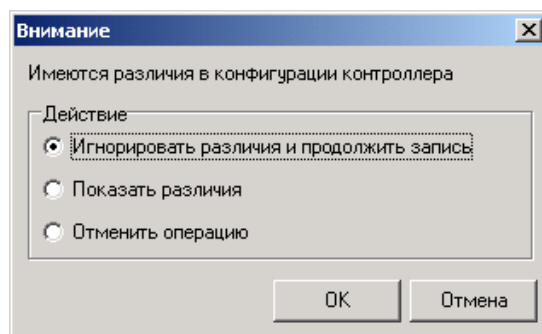 Внимание
Имеются различия в конфигурации контроллера
Действие
Игнорировать различия и продолжить запись
Показать различия
Отменить операцию
OK
Отмена